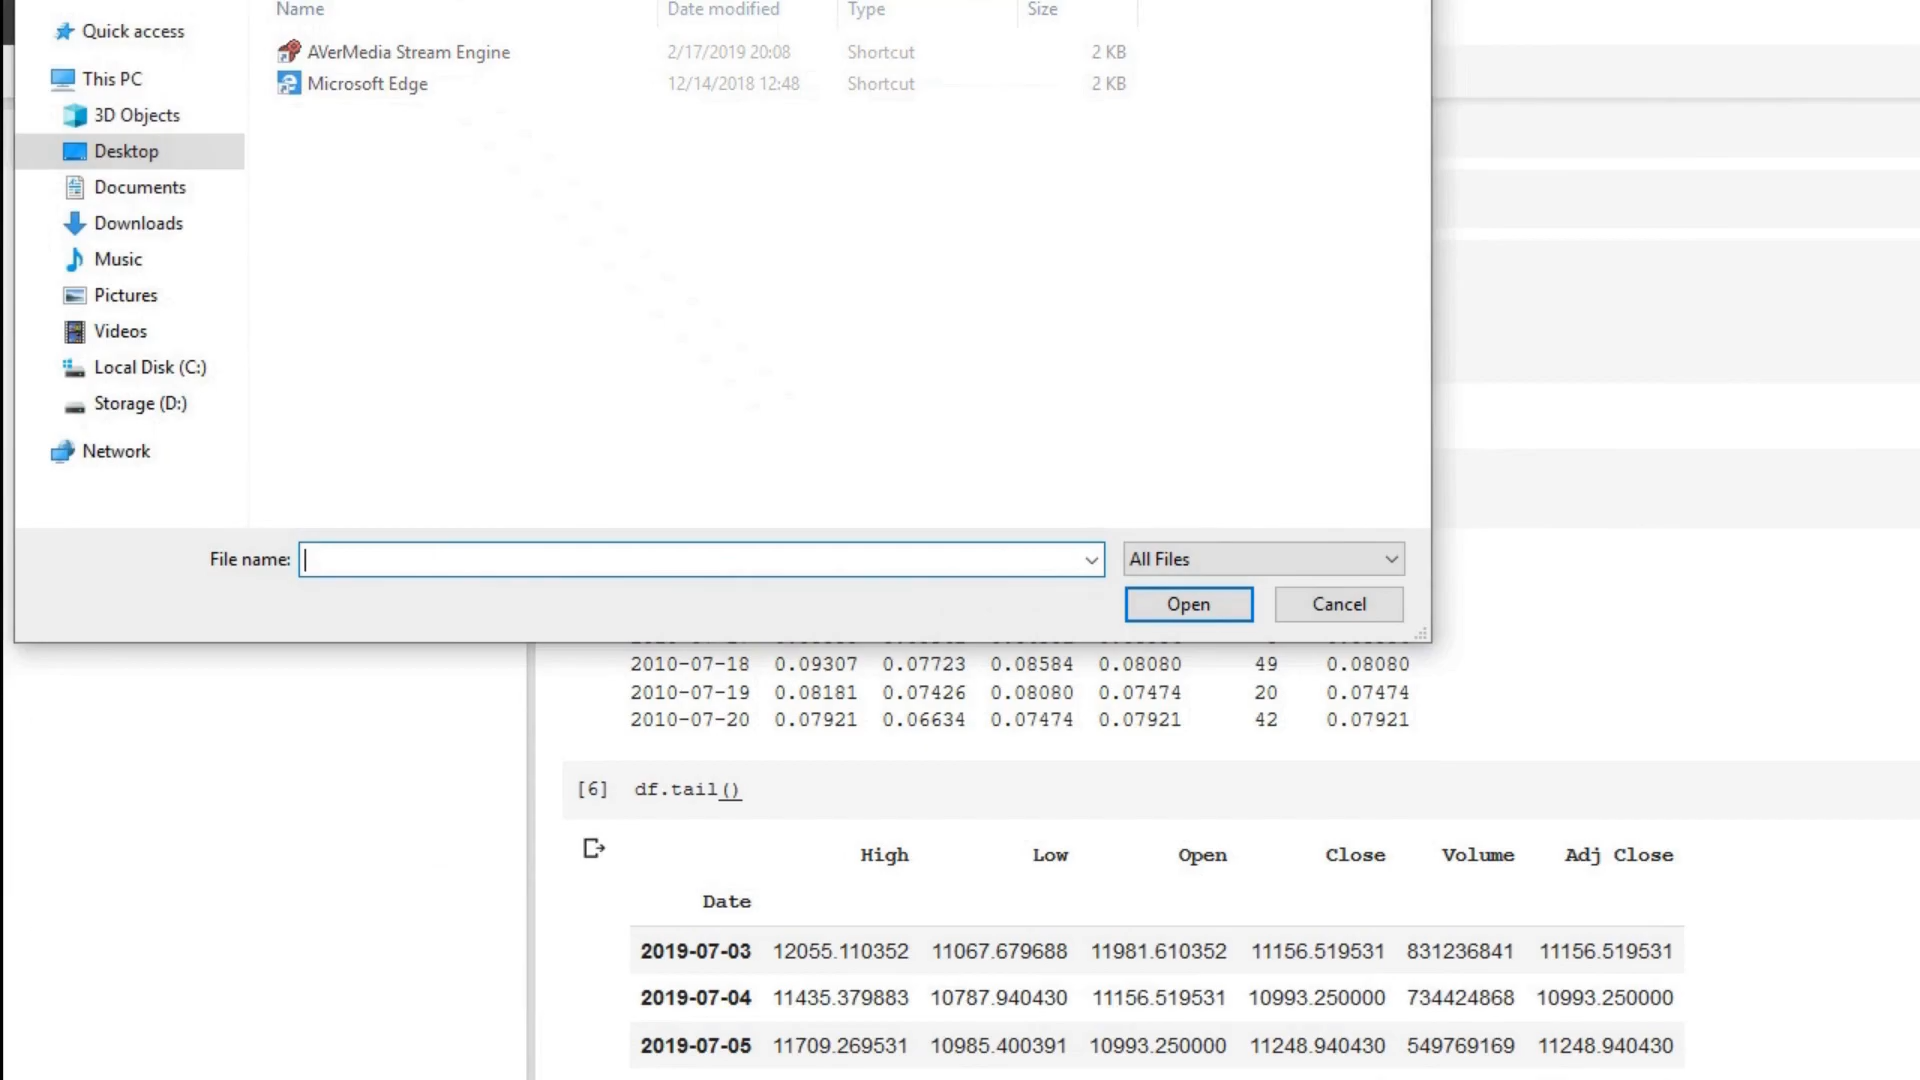 Name Date modified Type Size
Quick access
AVerMedia Stream Engine 2/17/2019 20:08 Shortcut 2 KB
This PC
Microsoft Edge 12/14/2018 12:48 Shortcut 2 KB
3D Objects
Desktop
Documents
Downloads
Music
Pictures
Videos
Local Disk (C:)
Storage (D:)
Network
File name: All Files
Open Cancel
2010-07-18 0.09307 0.07723 0.08584 0.08080 49 0.08080
2010-07-19 0.08181 0.07426 0.08080 0.07474 20 0.07474
2010-07-20 0.07921 0.06634 0.07474 0.07921 42 0.07921
[6] df.tail()
High Low Open Close Volume Adj Close
Date
2019-07-03 12055.110352 11067.679688 11981.610352 11156.519531 831236841 11156.519531
2019-07-04 11435.379883 10787.940430 11156.519531 10993.250000 734424868 10993.250000
2019-07-05 11709.269531 10985.400391 10993.250000 11248.940430 549769169 11248.940430